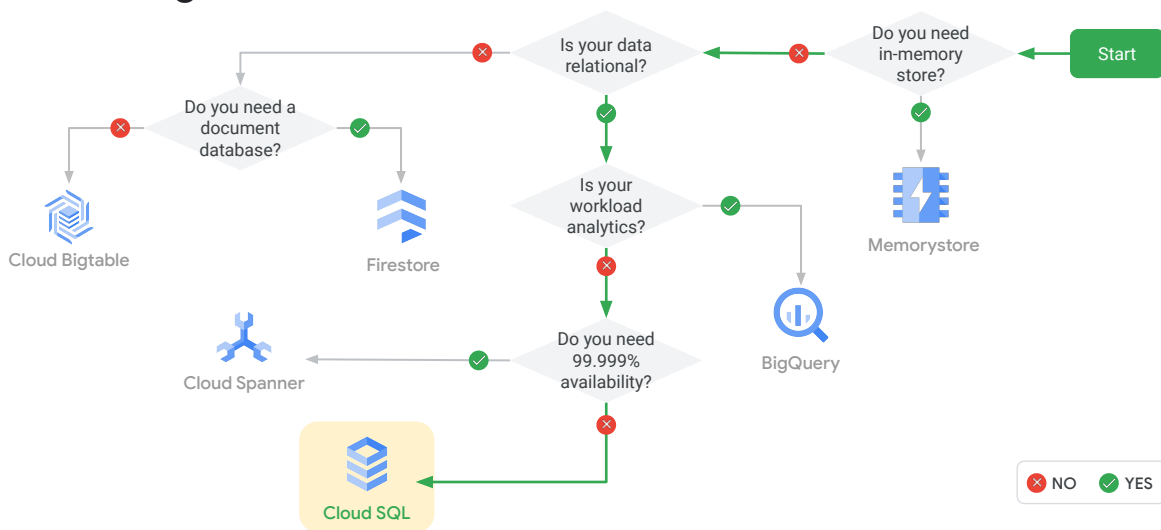 Is your data
relational?
Do you need
in-memory
store?
Start
Do you need a
document
database?
Is your
workload
analytics?
Cloud Bigtable
Firestore
Memorystore
Do you need
99.999%
availability?
Cloud Spanner
BigQuery
Cloud SQL
NO
YES